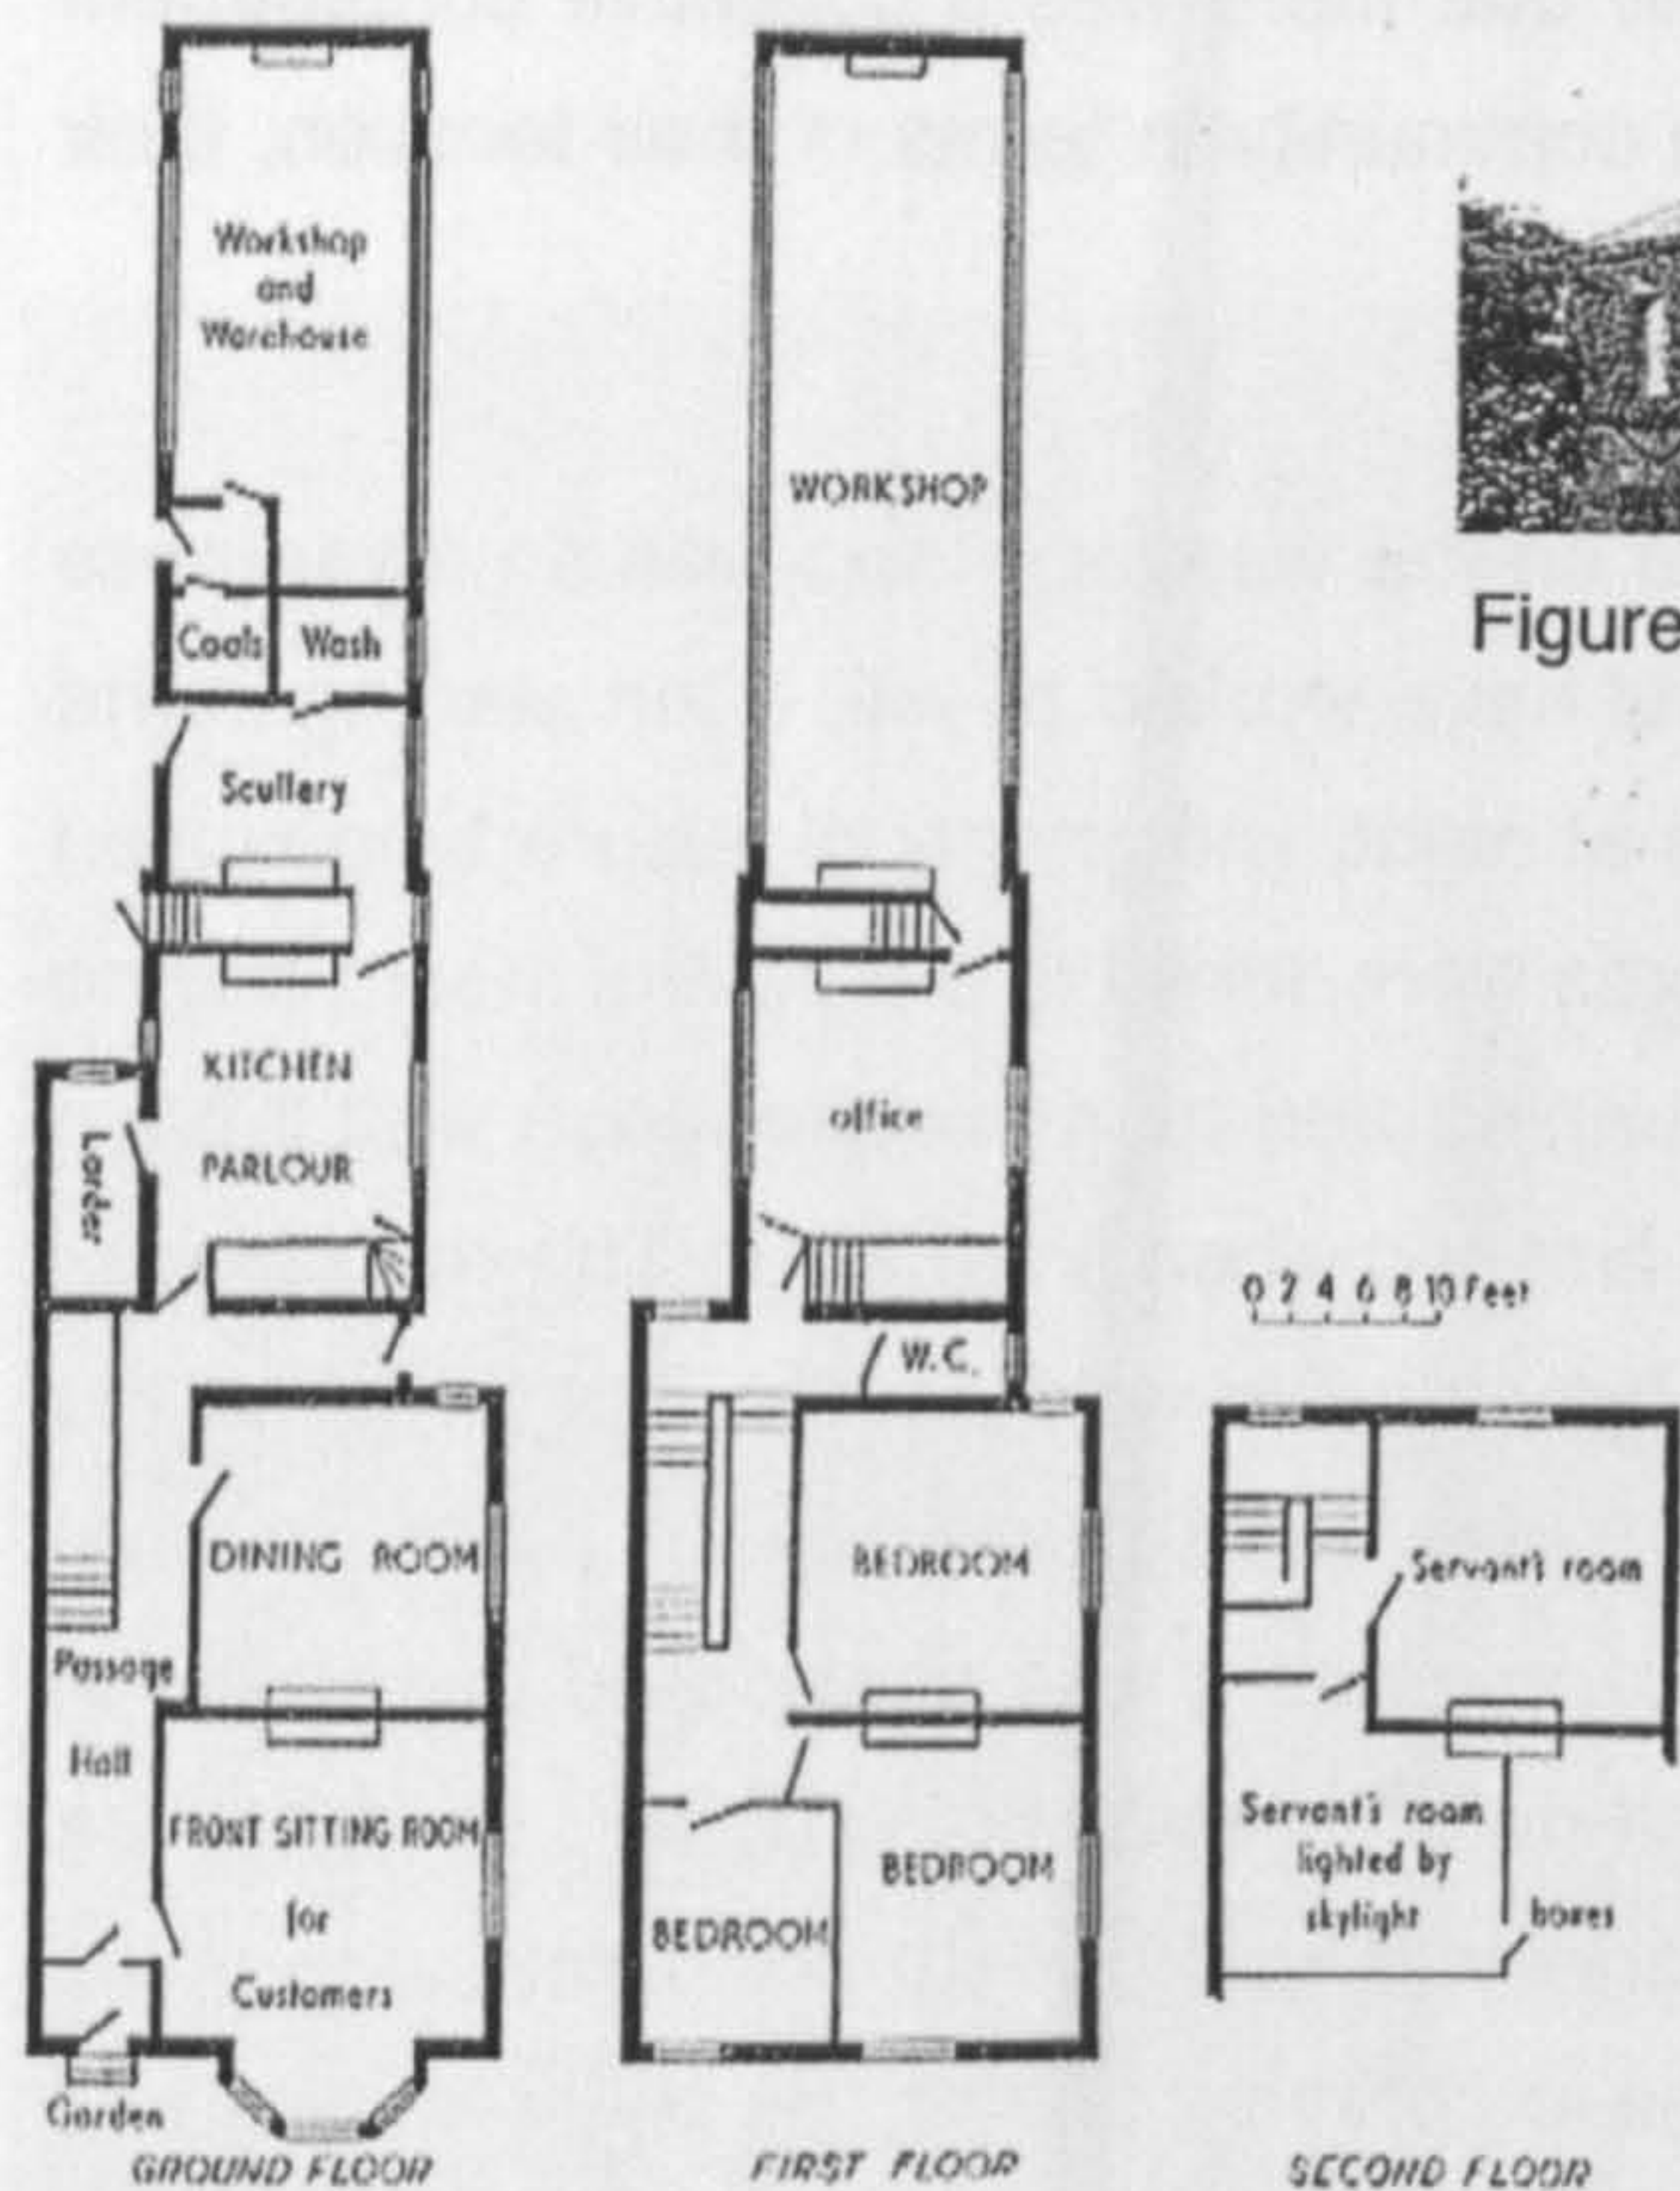 Workshop
and
Warehouse
Coals
Wash
Scullery
KITCHEN
PARLOUR
Larder
DINING ROOM
Passage
Hall
FRONT SITTING ROOM
for
Customers
Garden
GROUND FLOOR
WORKSHOP
office
W.C.
BEDROOM
BEDROOM
BEDROOM
FIRST FLOOR
Figure
0 2 4 6 8 10 Feet
Servant's room
Servant's room
lighted by
skylight
boxes
SECOND FLOOR